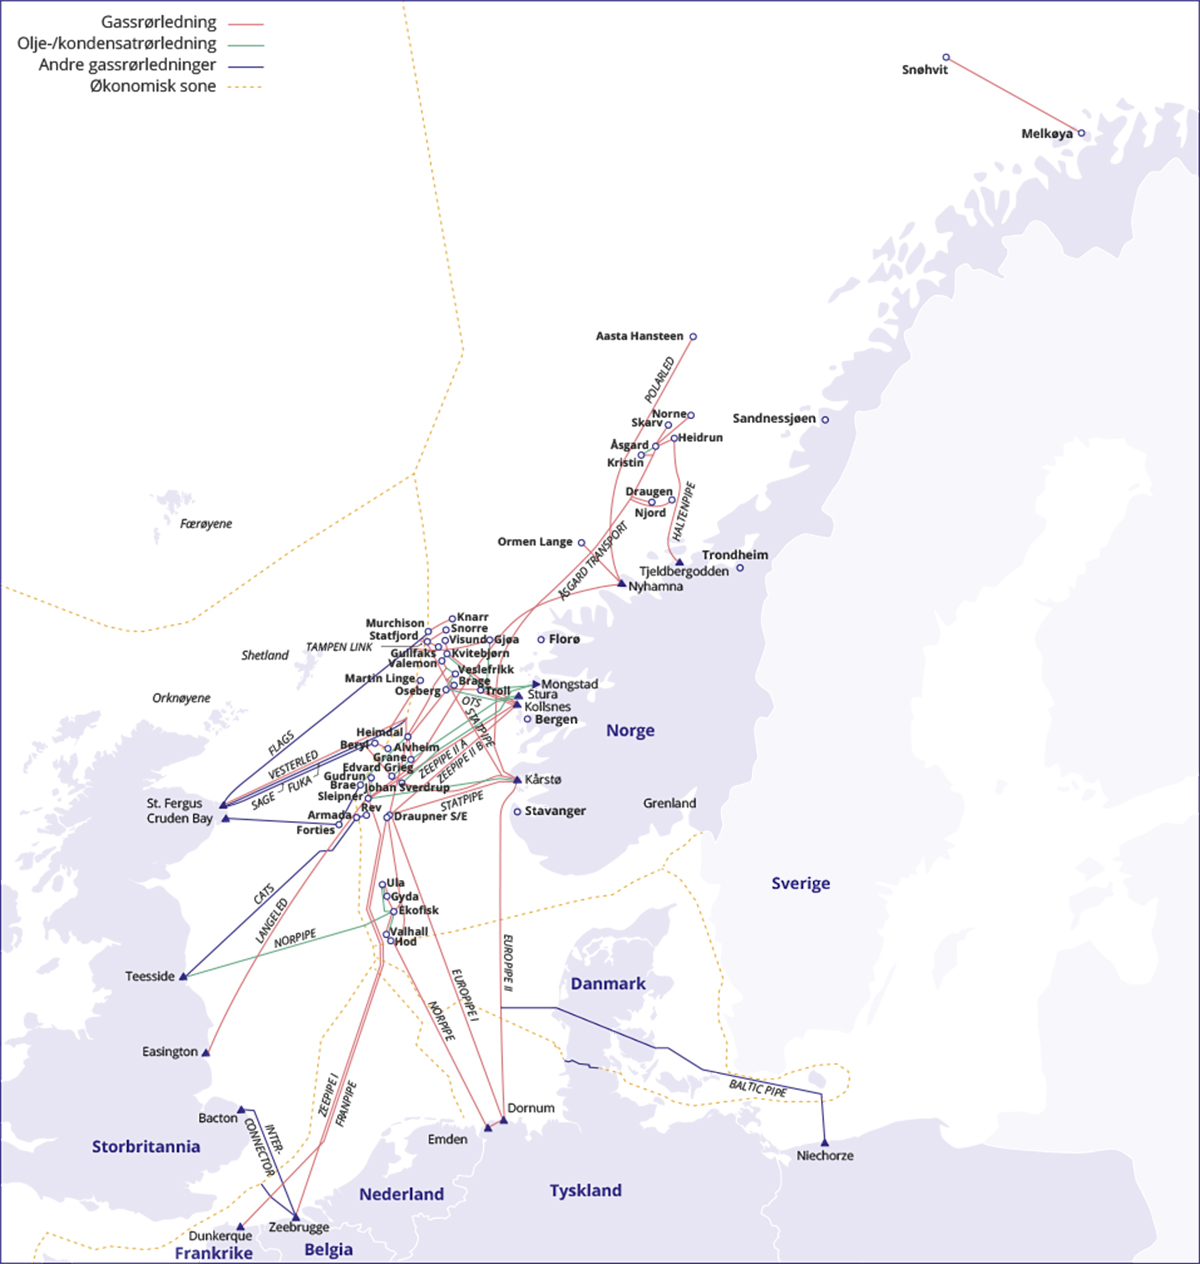 Gassrørledning
Olje-/kondensatrørledning
Andre gassrørledninger
Økonomisk sone
Snøhvit
Melkøya
Aasta Hansteen
POLARLED
Norne
Skarv
Sandnessjøen
Heidrun
Åsgard
Kristin
Draugen
Njord
HALTENPIPE
Færøyene
Ormen Lange
ÅSGARD TRANSPORT
Trondheim
Tjeldbergodden
Nyhamna
Knarr
Murchison
Snorre
Statfjord
Visund
Gjøa
Florø
TAMPEN LINK
Shetland
Gullfaks
Kvitebjørn
Valemon
Veslefrikk
Martin Linge
Brage
Oseberg
Troll
Mongstad
Stura
Kollsnes
Bergen
OTS
STATPIPE
Orknøyene
Norge
FLAGS
Heimdal
Beryl
Alvheim
Grane
VESTERLED
ZEEPIPE II A
ZEEPIPE II B
Edvard Grieg
Gudrun
Brae
Johan Sverdrup
SAGE
FUKA
Kårstø
Sleipner
STATPIPE
St. Fergus
Cruden Bay
Rev
Armada
Draupner S/E
Forties
Stavanger
Grenland
Sverige
CATS
LANGELED
Ula
Gyda
Ekofisk
NORPIPE
Valhall
Hod
Teesside
EUROPIPE II
EUROPIPE I
NORPIPE
Danmark
Easington
BALTIC PIPE
ZEEPIPE I
FRANPIPE
Bacton
INTER-
CONNECTOR
Dornum
Emden
Storbritannia
Niechorze
Nederland
Tyskland
Zeebrugge
Dunkerque
Frankrike
Belgia